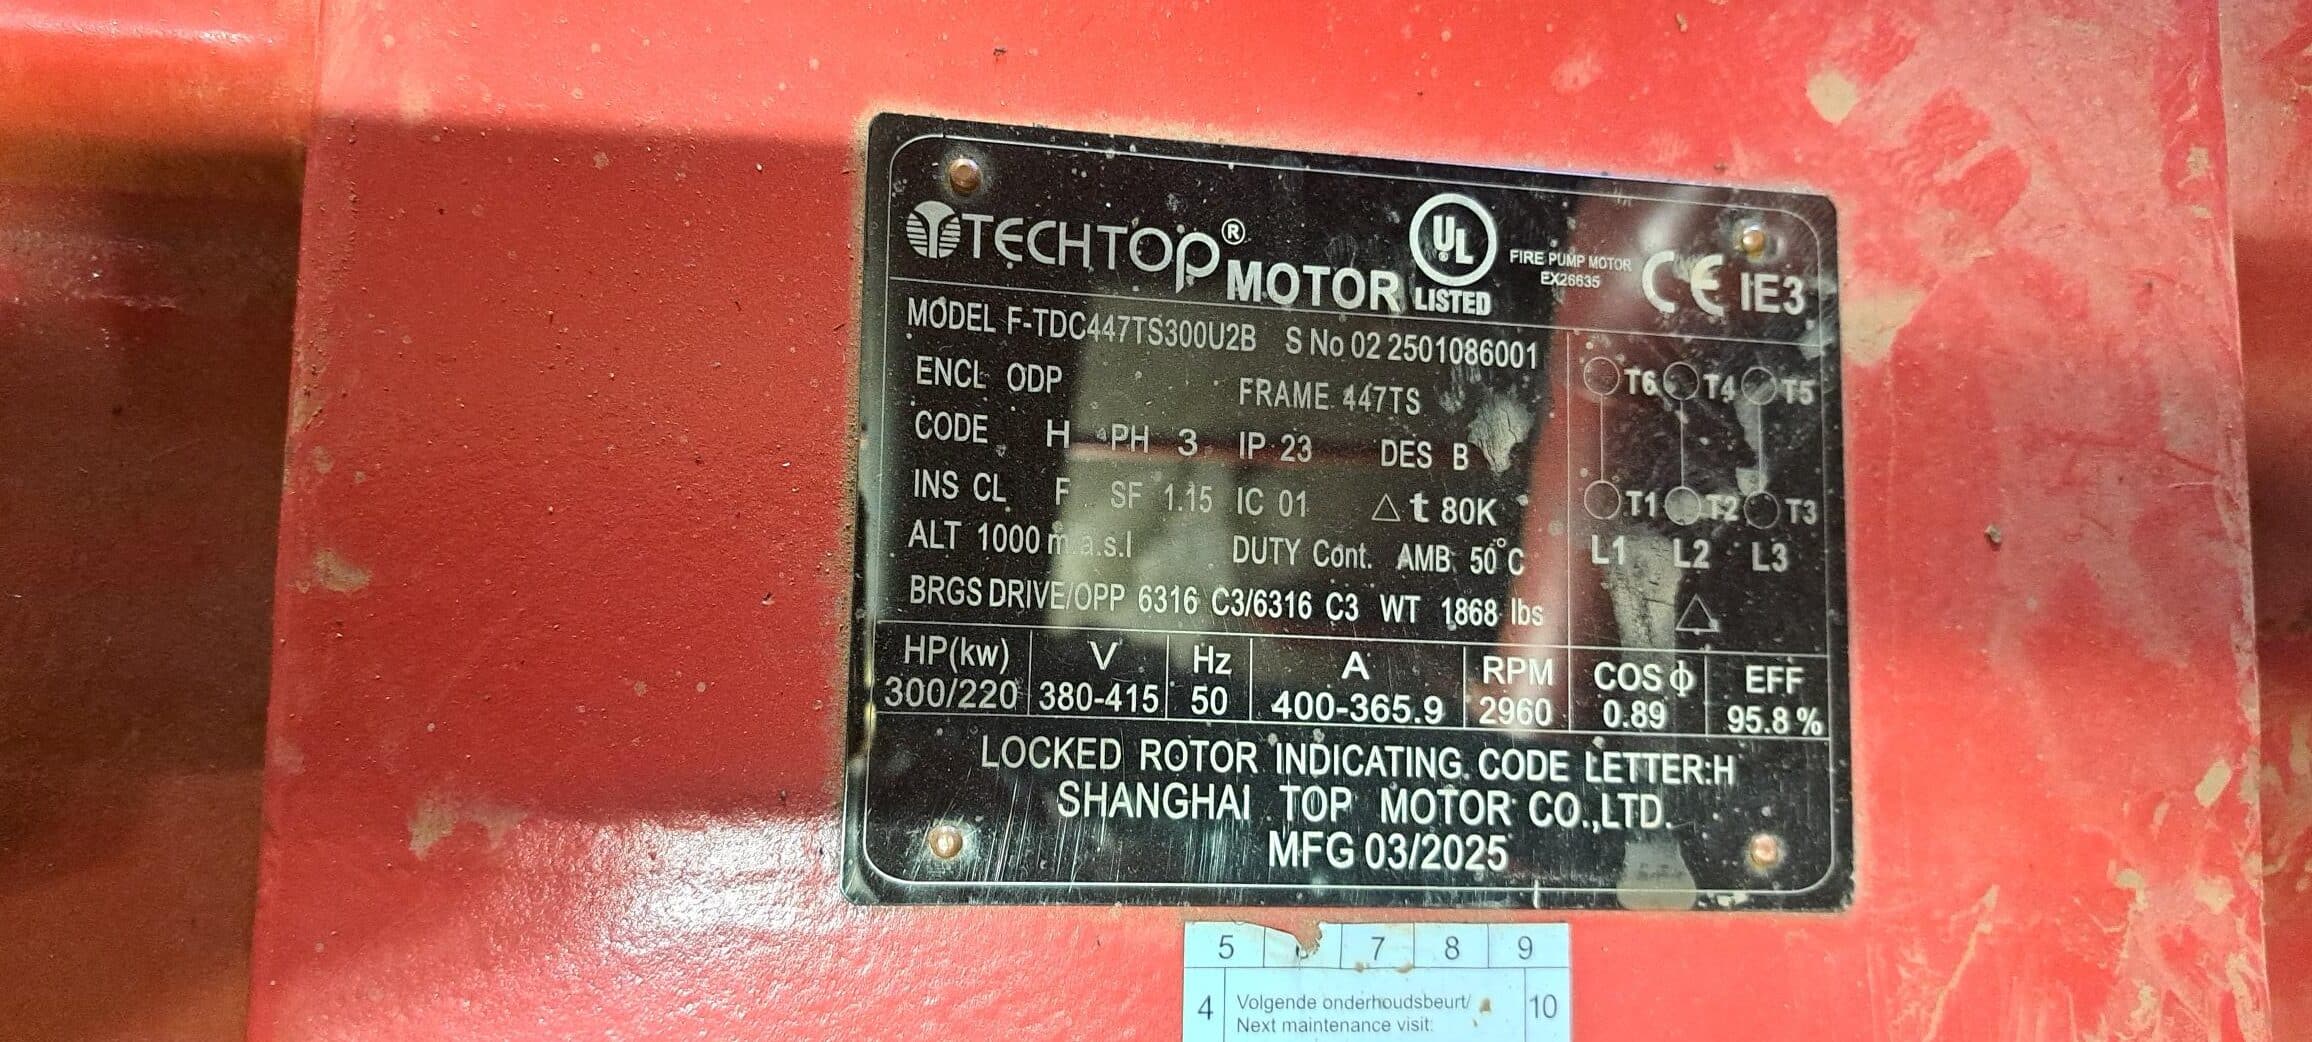 TECHTOP® MOTOR UL LISTED FIRE PUMP MOTOR EX26635 CE IE3
MODEL F-TDC447TS300U2B S No 02 2501086001
ENCL ODP FRAME 447TS
CODE H PH 3 IP 23 DES B
INS CL F SF 1.15 IC 01 △ t 80K
ALT 1000 m.a.s.l DUTY Cont. AMB 50°C
BRGS DRIVE/OPP 6316 C3/6316 C3 WT 1868 lbs
T6 T4 T5
T1 T2 T3
L1 L2 L3
△
HP(kw) V Hz A RPM COS ϕ EFF
300/220 380-415 50 400-365.9 2960 0.89 95.8%
LOCKED ROTOR INDICATING CODE LETTER:H
SHANGHAI TOP MOTOR CO.,LTD.
MFG 03/2025
5 7 8 9
4 Volgende onderhoudsbeurt/ 10
Next maintenance visit: